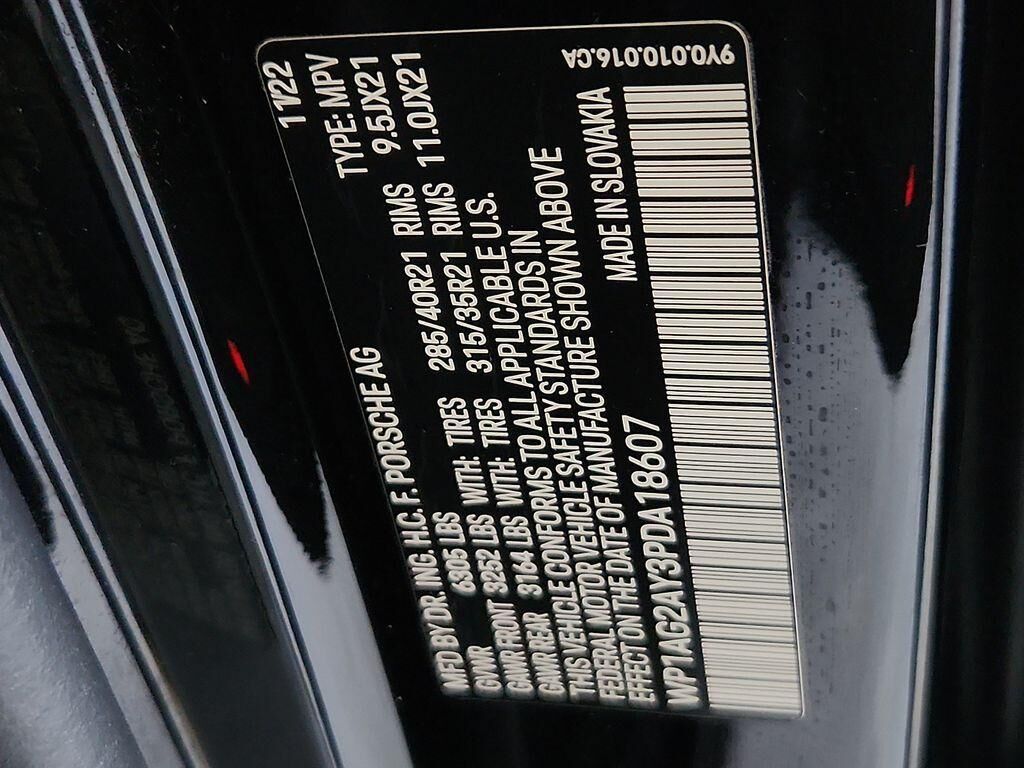 MFD BY DR. ING. H.C. F. PORSCHE AG 11/22
GVWR 6305 LBS TYPE: MPV
GAWR FRONT 3252 LBS WITH: TIRES 285/40R21 RIMS 9.5JX21
GAWR REAR 3164 LBS WITH: TIRES 315/35R21 RIMS 11.0JX21
THIS VEHICLE CONFORMS TO ALL APPLICABLE U.S.
FEDERAL MOTOR VEHICLE SAFETY STANDARDS IN
EFFECT ON THE DATE OF MANUFACTURE SHOWN ABOVE
WP1AG2AY3PDA18607 MADE IN SLOVAKIA
9Y0.010.016.CA